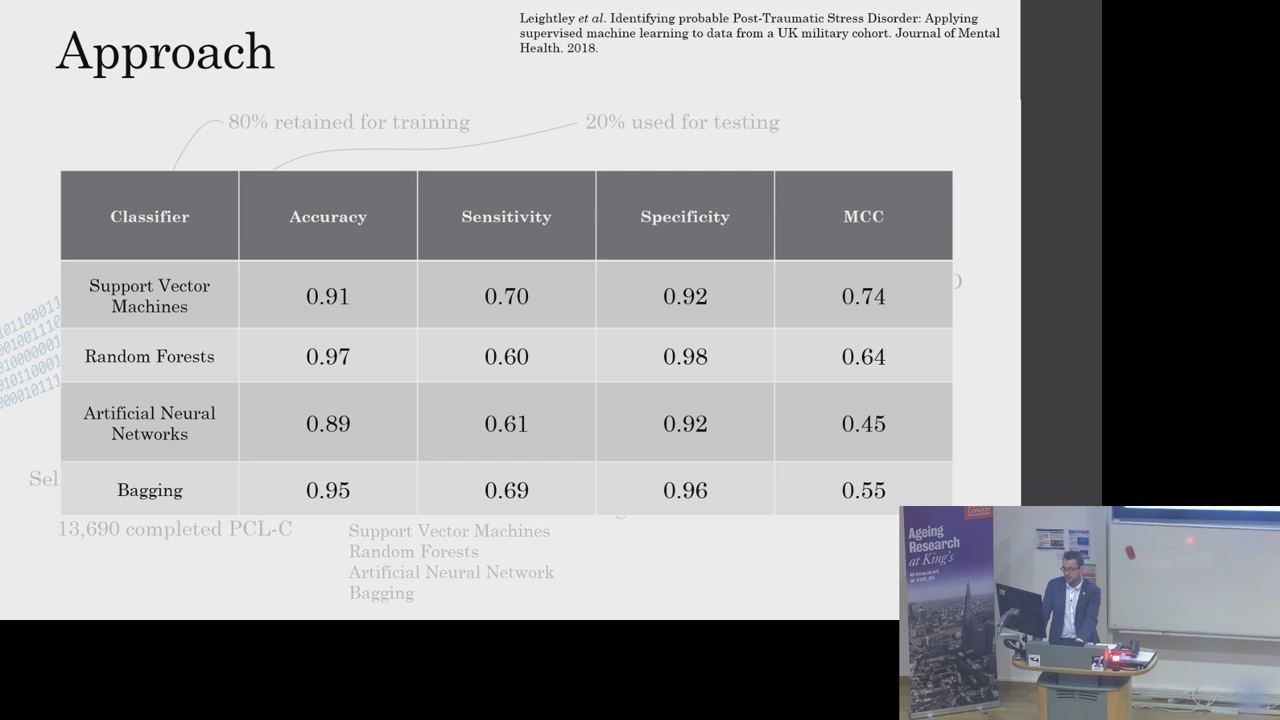 Approach
Leightley et al. Identifying probable Post-Traumatic Stress Disorder: Applying
supervised machine learning to data from a UK military cohort. Journal of Mental
Health. 2018.
80% retained for training
20% used for testing
Classifier Accuracy Sensitivity Specificity MCC
Support Vector
Machines
0.91 0.70 0.92 0.74
Random Forests 0.97 0.60 0.98 0.64
Artificial Neural
Networks
0.89 0.61 0.92 0.45
Bagging 0.95 0.69 0.96 0.55
Sel
13,690 completed PCL-C
Support Vector Machines
Random Forests
Artificial Neural Network
Bagging
Ageing
Research
at King's